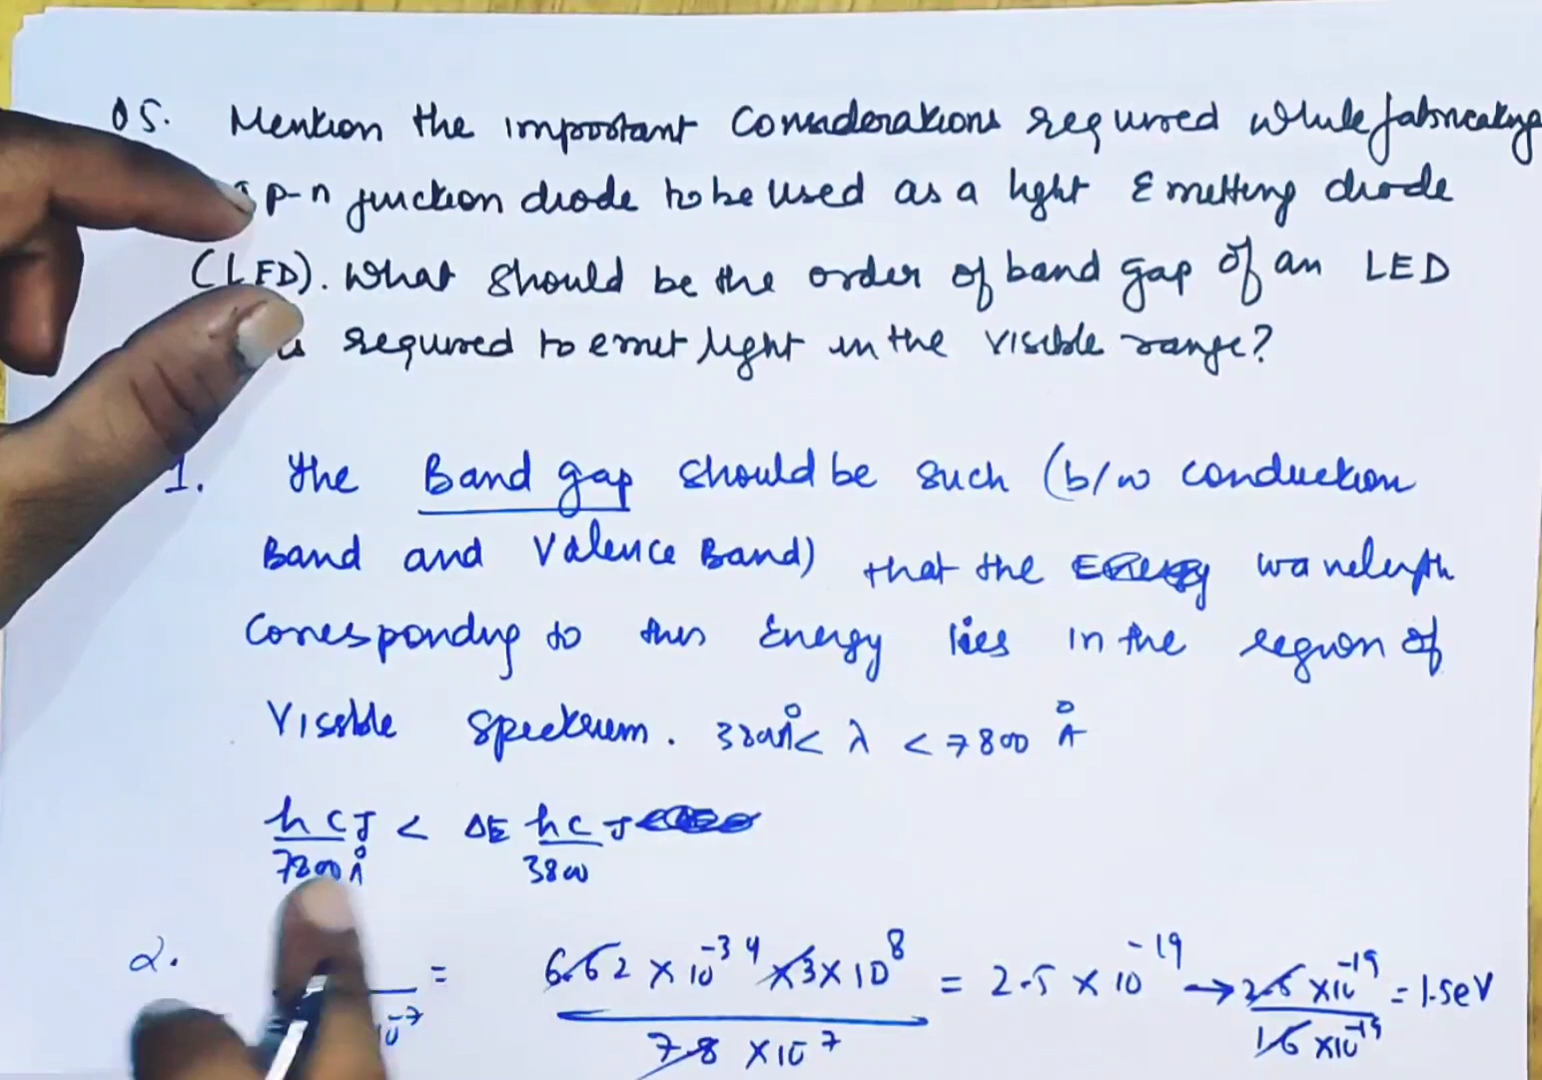 05. Mention the important considerations required while fabricating
p-n junction diode to be used as a light Emitting diode
(LED). What should be the order of band gap of an LED
is required to emit light in the visible range?
1. the Band gap should be such (b/w conduction
Band and Valence Band) that the wavelength
Corresponding to this Energy lies in the region of
Visible Spectrum. 3800Å < λ < 7800 Å
hc J < ΔE hc J
7800Å 3800
2. = 6.62 × 10⁻³⁴ × 3 × 10⁸ = 2.5 × 10⁻¹⁹ → 2.5 × 10⁻¹⁹ = 1.5eV
10⁻⁷ 7.8 × 10⁷ 1.6 × 10⁻¹⁹